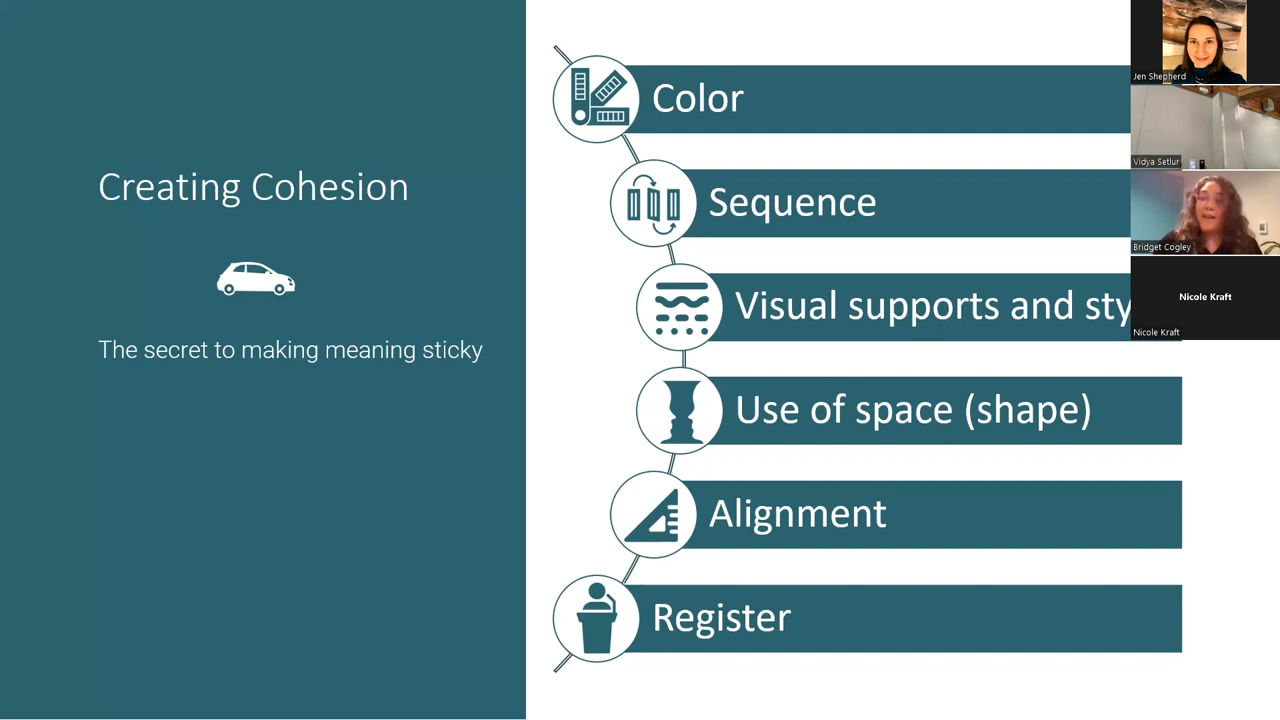 Creating Cohesion
The secret to making meaning sticky
Color
Sequence
Visual supports and sty
Use of space (shape)
Alignment
Register
Jen Shepherd
Vidya Setlur
Bridget Cogley
Nicole Kraft
Nicole Kraft